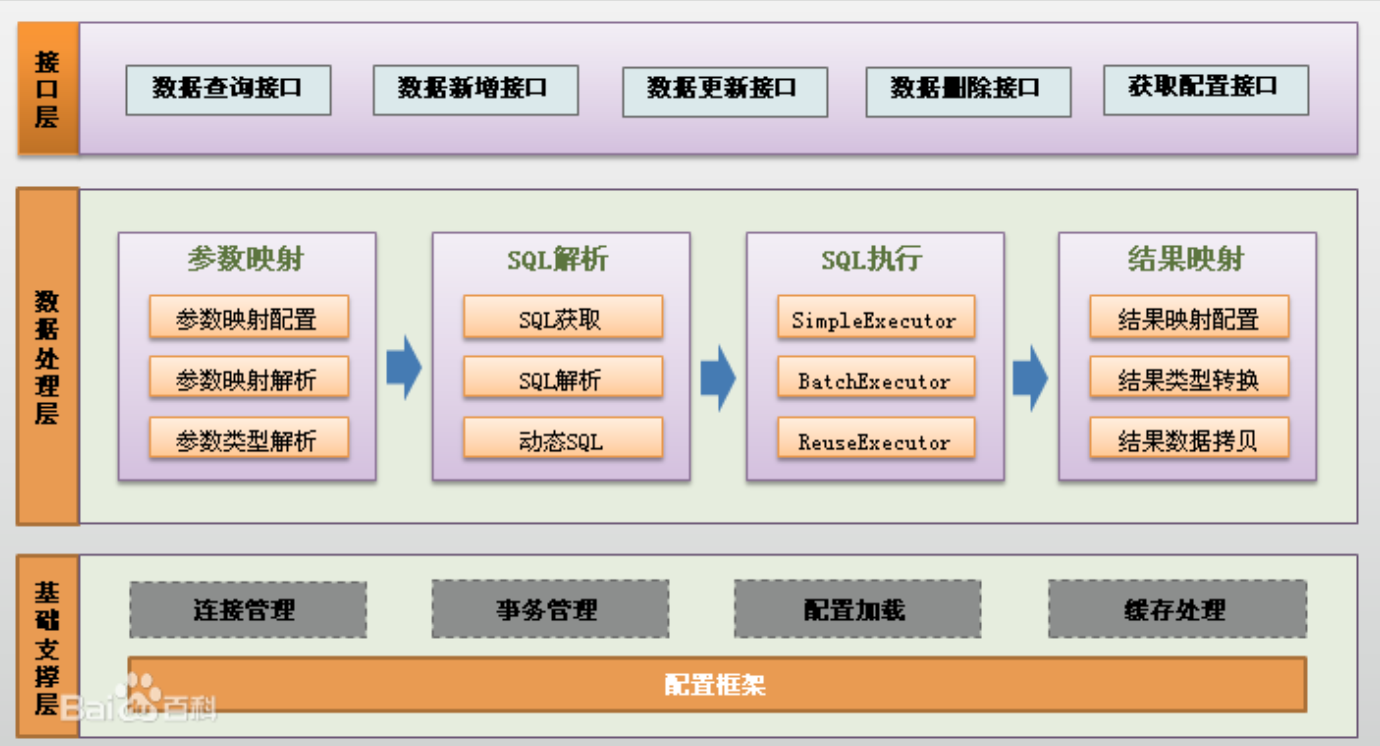 接口层
数据查询接口
数据新增接口
数据更新接口
数据删除接口
获取配置接口
数据处理层
参数映射
参数映射配置
参数映射解析
参数类型解析
SQL解析
SQL获取
SQL解析
动态SQL
SQL执行
SimpleExecutor
BatchExecutor
ReuseExecutor
结果映射
结果映射配置
结果类型转换
结果数据拷贝
基础支撑层
连接管理
事务管理
配置加载
缓存处理
配置框架
Bai du 百科